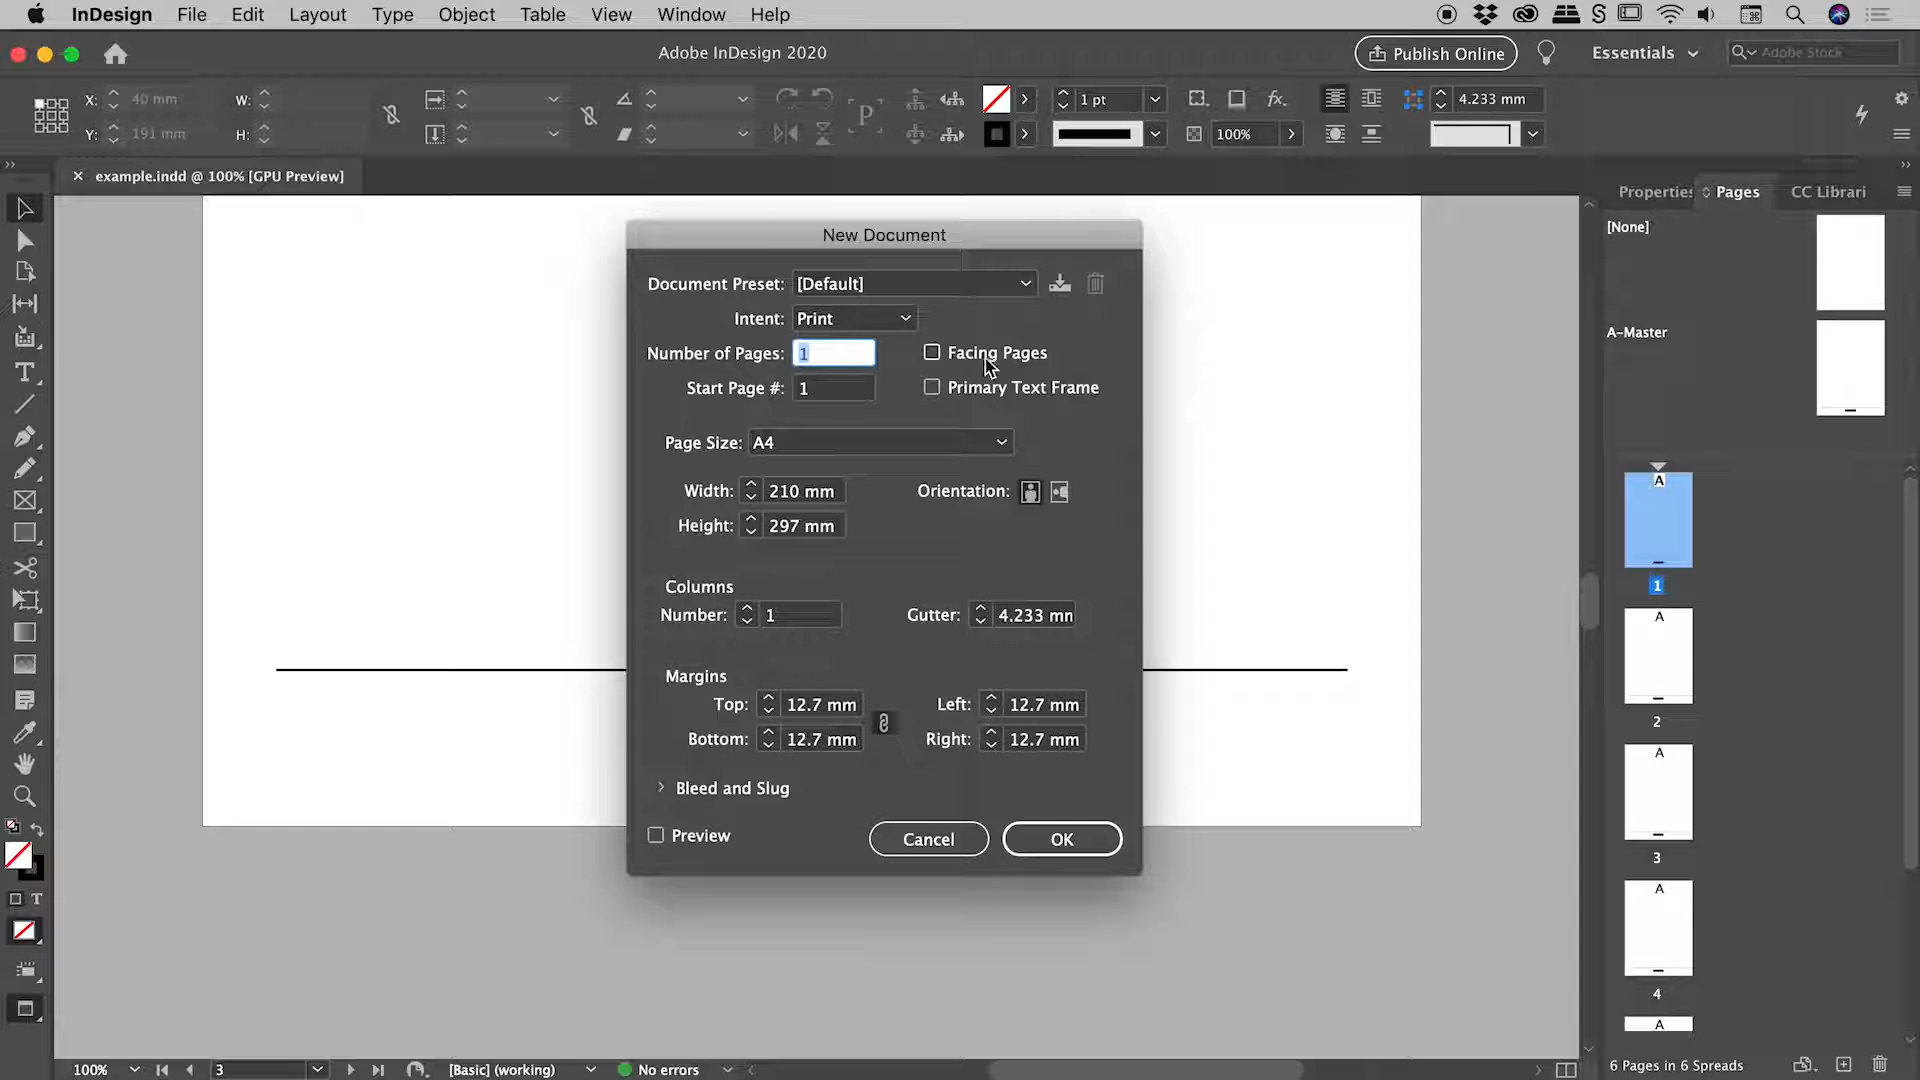 InDesign File Edit Layout Type Object Table View Window Help
Adobe InDesign 2020
Publish Online
Essentials
Adobe Stock
X: 40 mm W:
1 pt
fx.
4.233 mm
Y: 191 mm H:
P
100%
× example.indd @ 100% [GPU Preview]
Properties Pages CC Librari
[None]
A-Master
New Document
Document Preset: [Default]
Intent: Print
Number of Pages: 1
Facing Pages
Start Page #: 1
Primary Text Frame
Page Size: A4
Width: 210 mm
Orientation:
Height: 297 mm
Columns
Number: 1
Gutter: 4.233 mm
Margins
Top: 12.7 mm
Left: 12.7 mm
Bottom: 12.7 mm
Right: 12.7 mm
Bleed and Slug
Preview
Cancel
OK
A
1
A
2
A
3
A
4
A
100%
3
[Basic] (working)
No errors
6 Pages in 6 Spreads